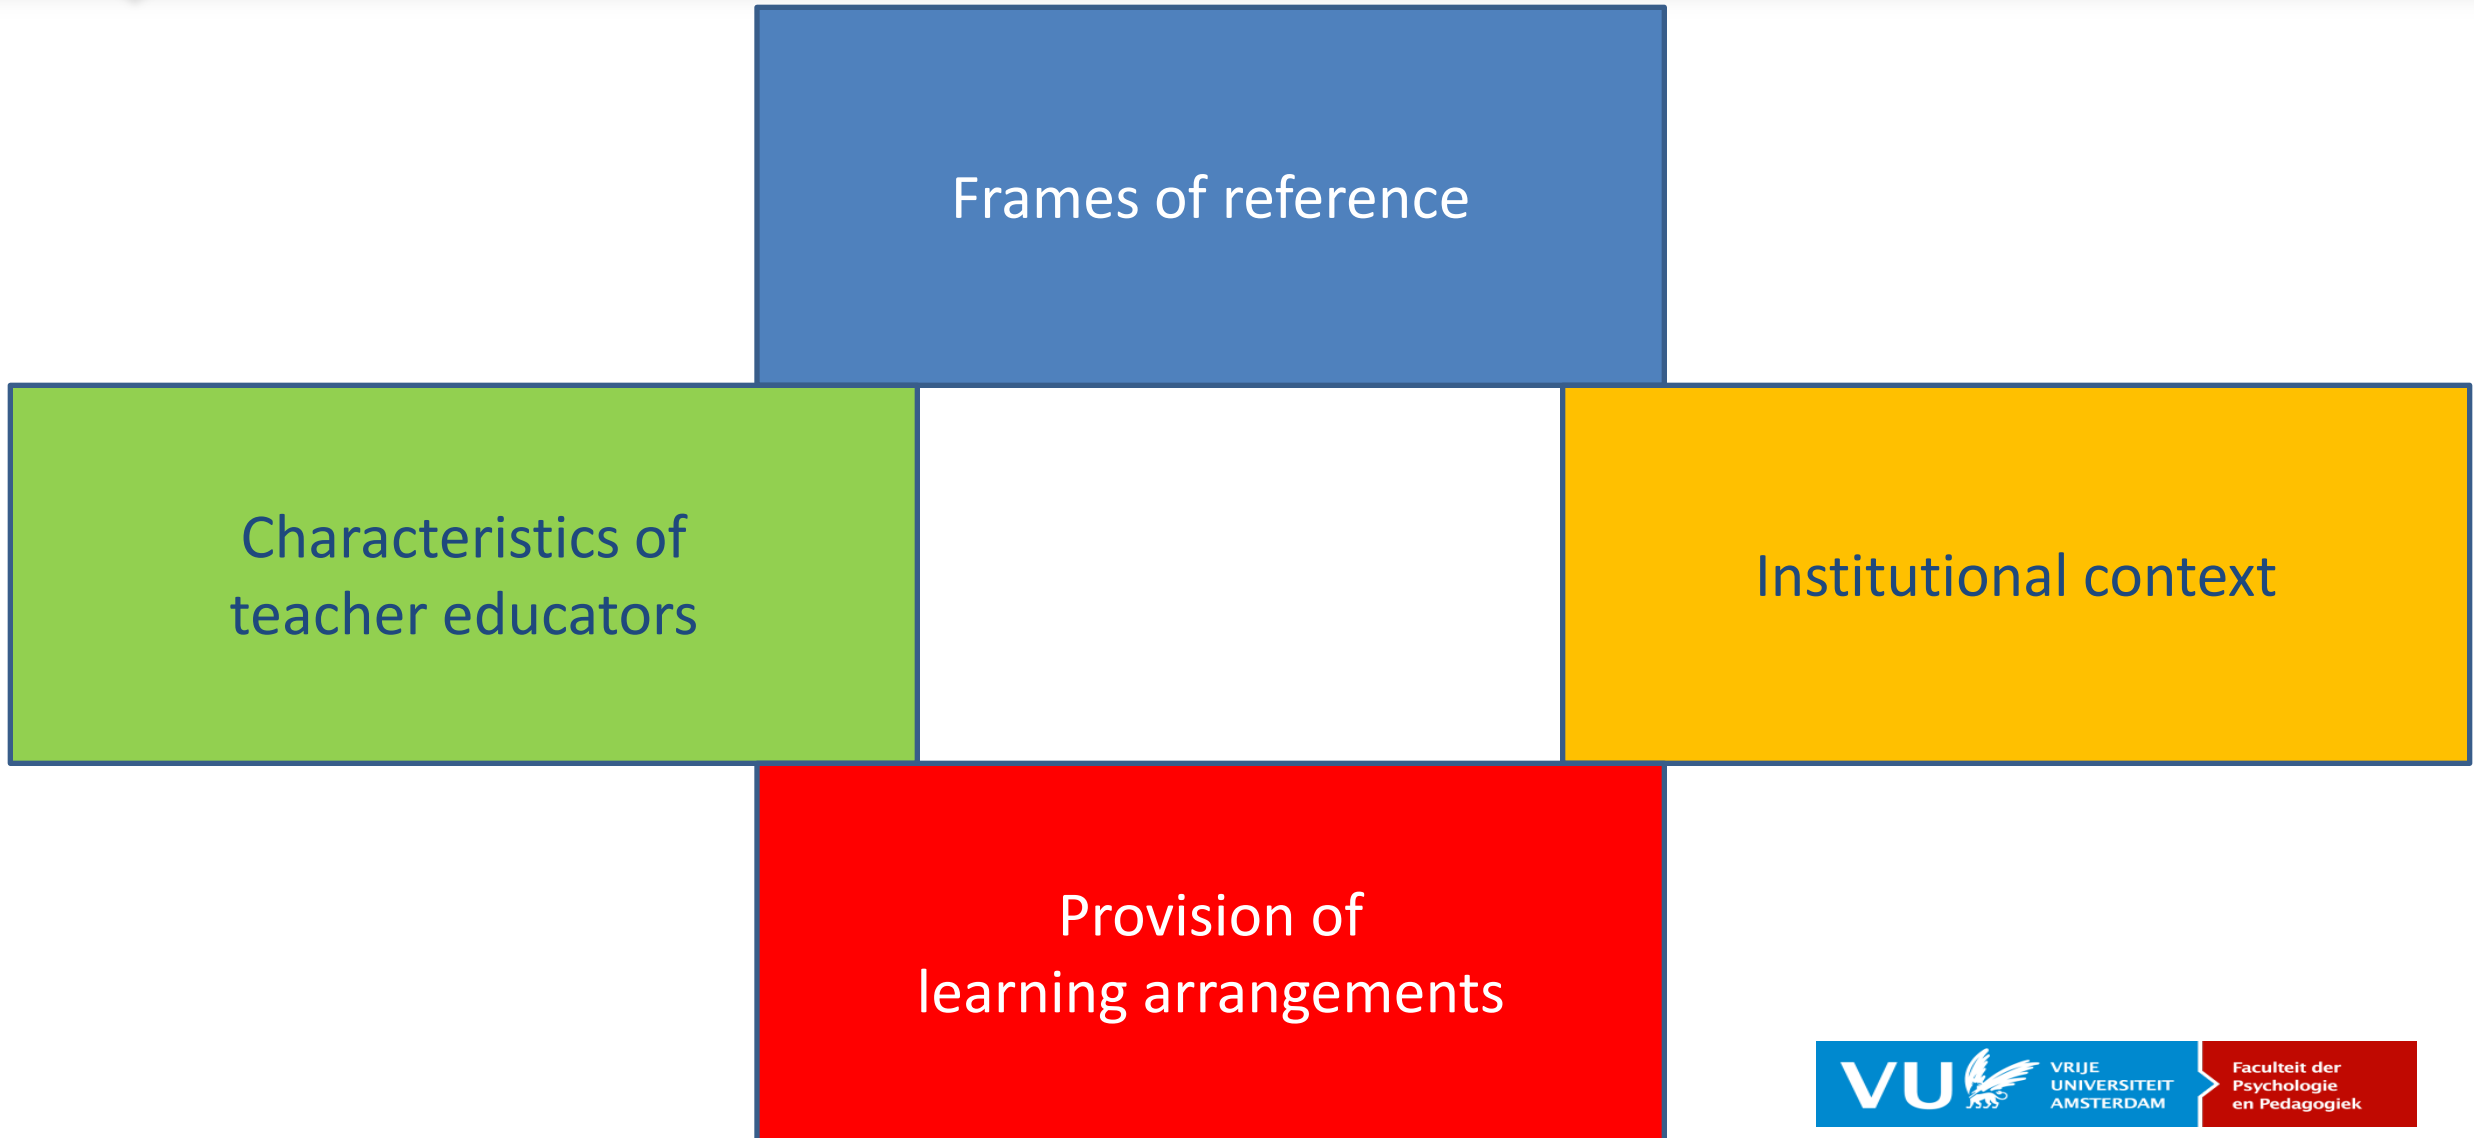 Frames of reference
Characteristics of
teacher educators
Institutional context
Provision of
learning arrangements
VU
VRIJE
UNIVERSITEIT
AMSTERDAM
Faculteit der
Psychologie
en Pedagogiek